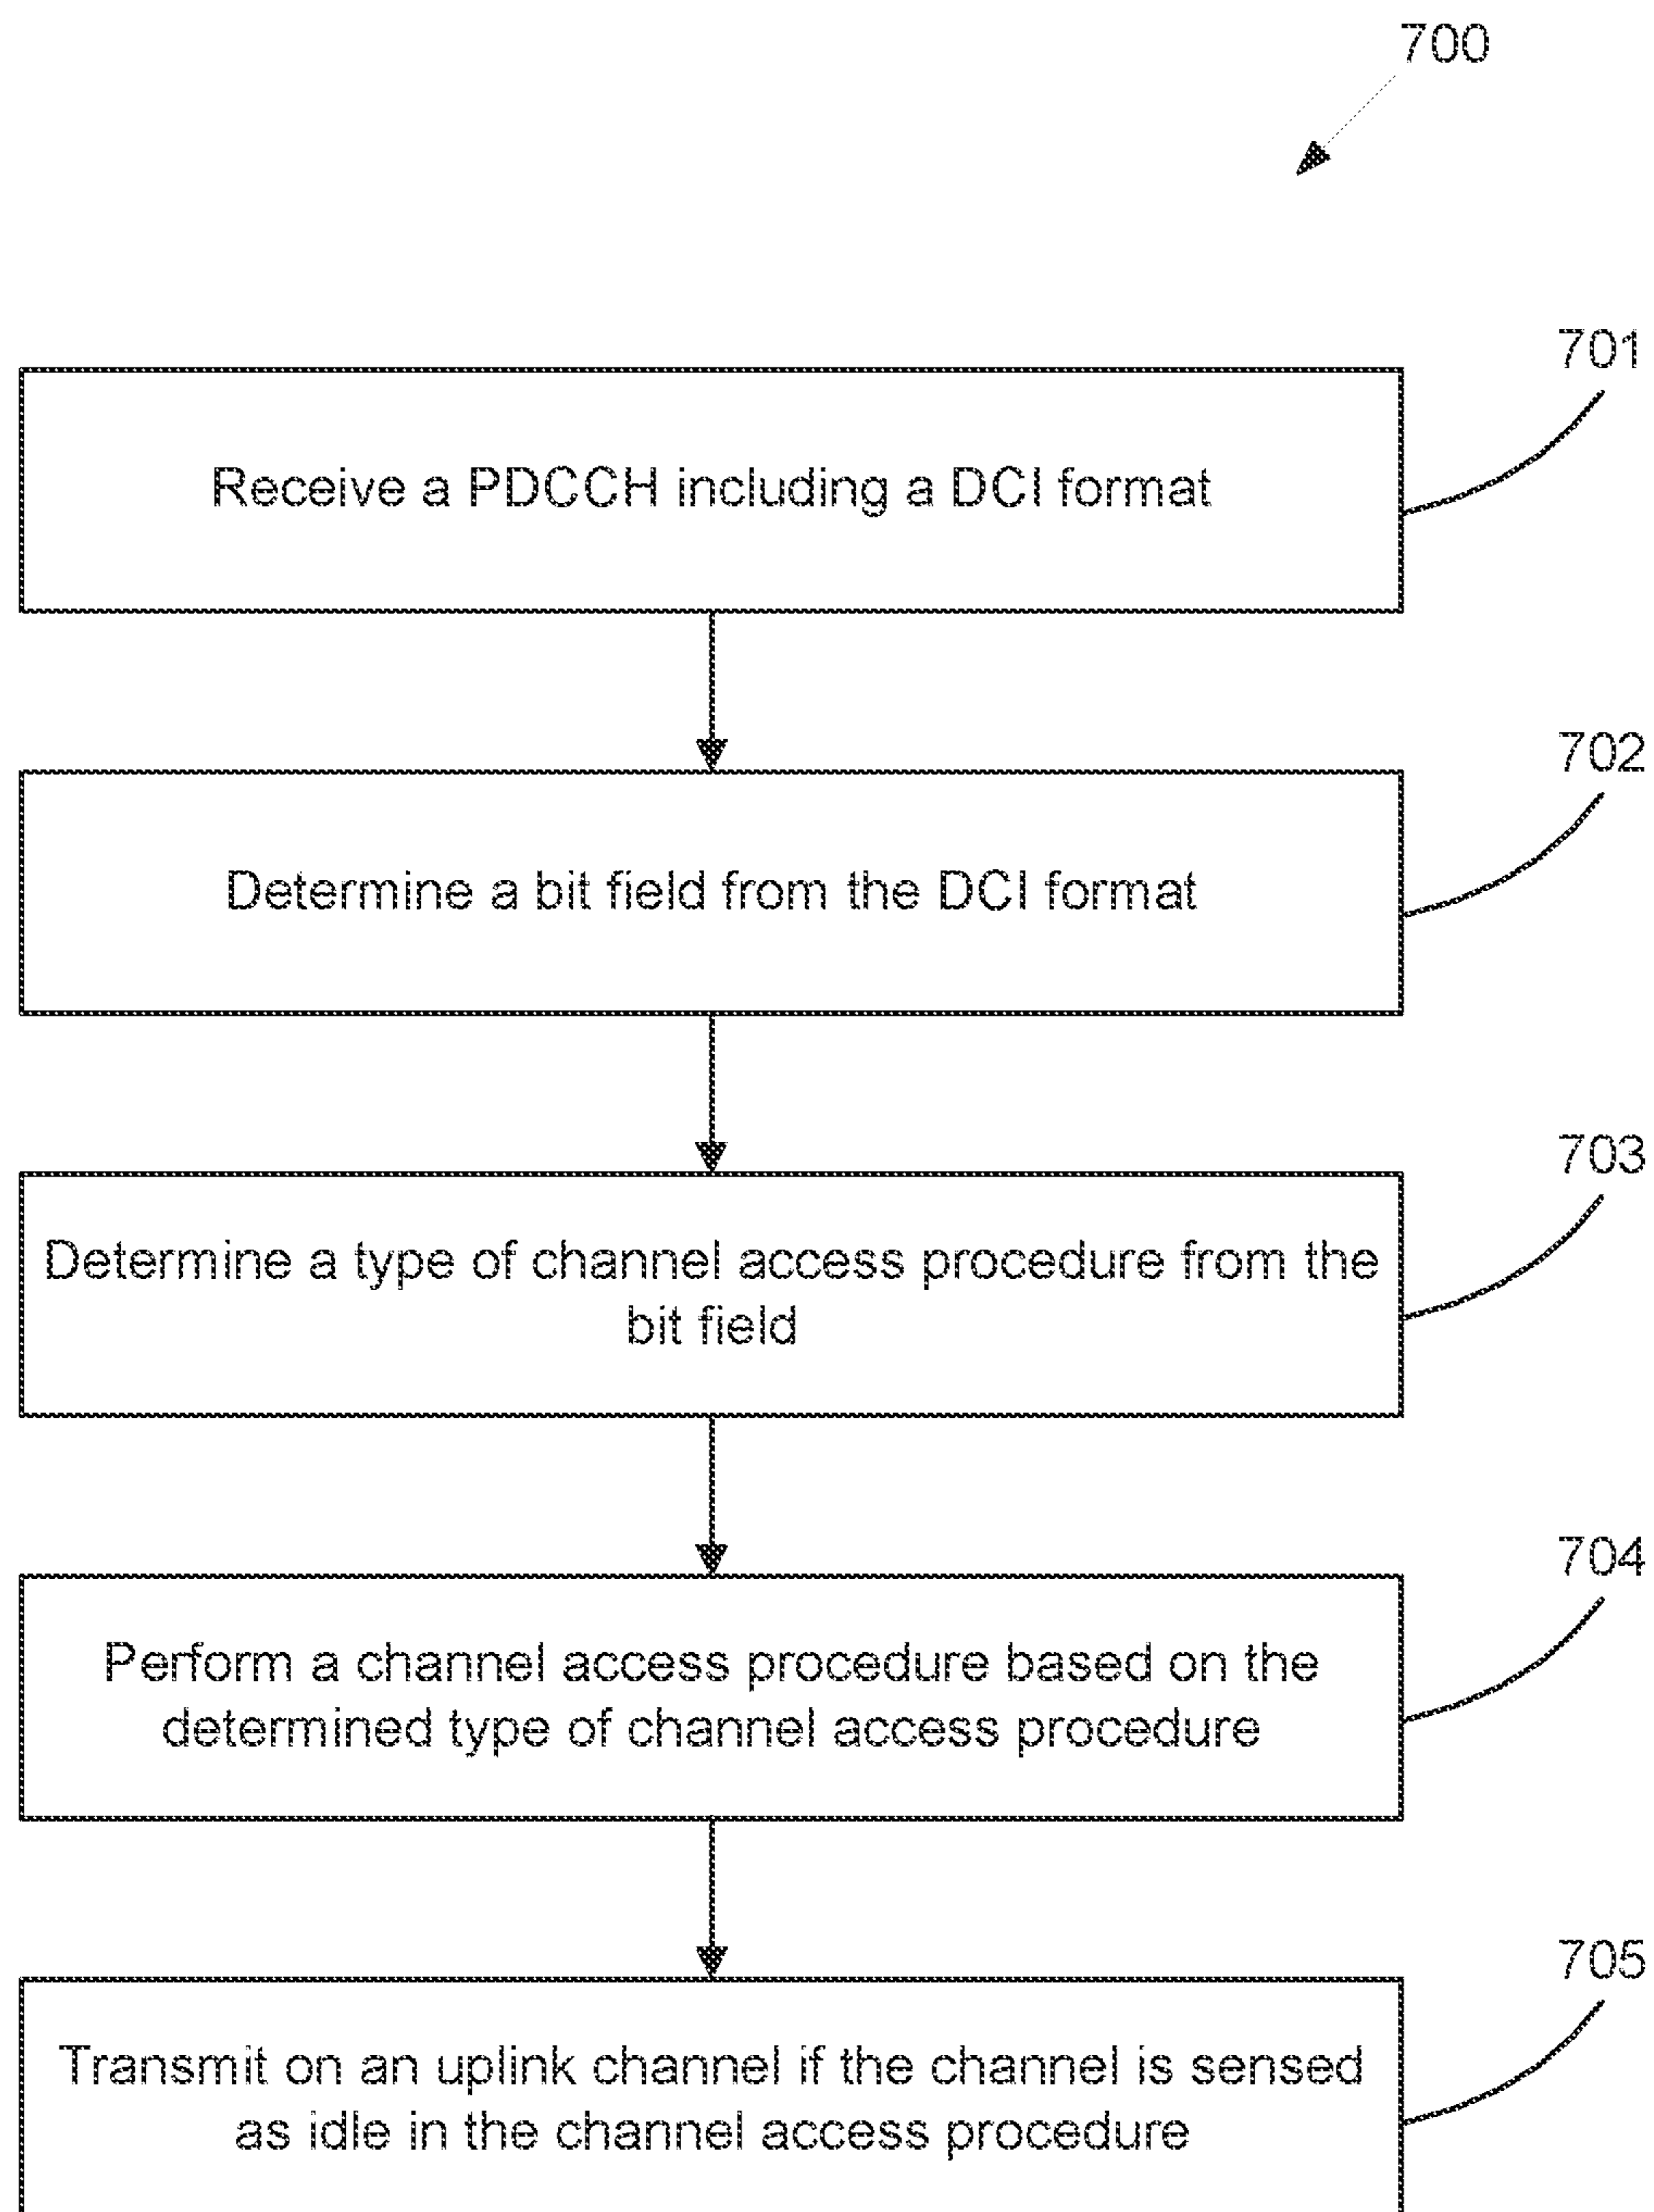 700
701
Receive a PDCCH including a DCI format
702
Determine a bit field from the DCI format
703
Determine a type of channel access procedure from the
bit field
704
Perform a channel access procedure based on the
determined type of channel access procedure
705
Transmit on an uplink channel if the channel is sensed
as idle in the channel access procedure